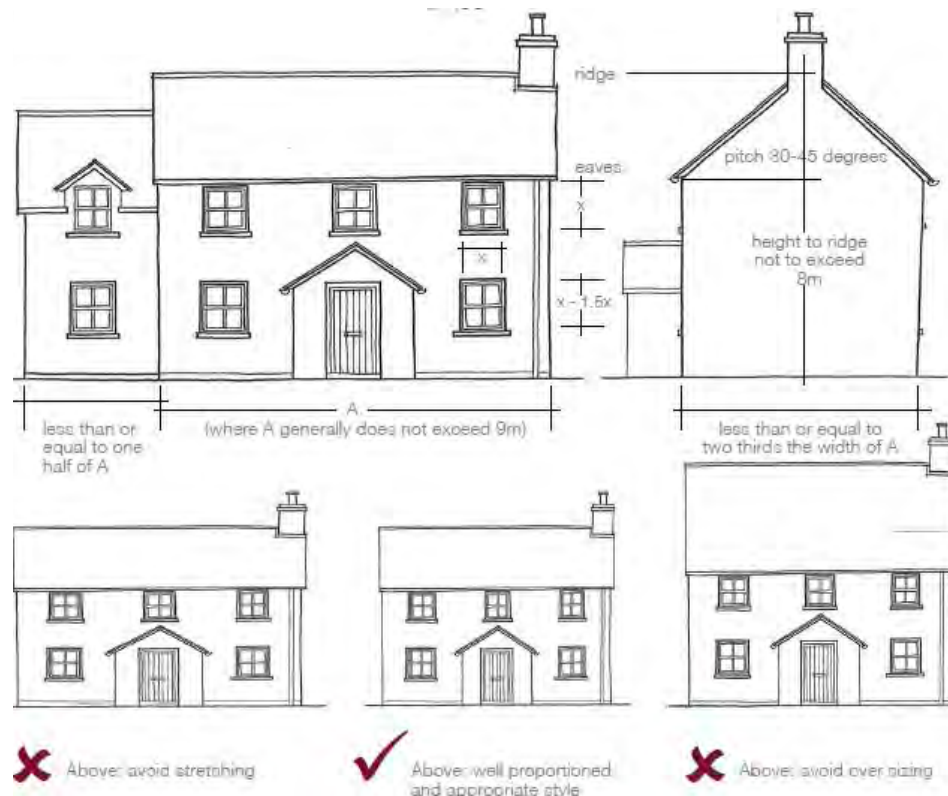 ridge
pitch 30-45 degrees
eaves
x
height to ridge
not to exceed
8m
x
x - 1.5x
A
(where A generally does not exceed 9m)
less than or
equal to one
half of A
less than or equal to
two thirds the width of A
Above: avoid stretching
Above: well proportioned
and appropriate style
Above: avoid over sizing